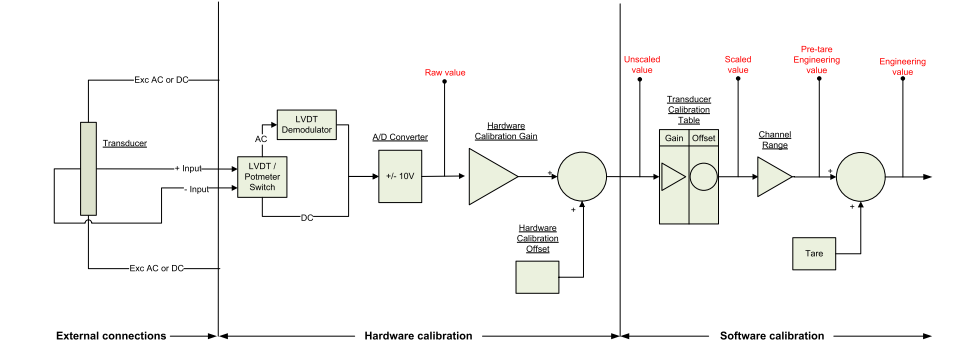 Exc AC or DC
Transducer
+ Input
- Input
Exc AC or DC
LVDT
Demodulator
AC
LVDT /
Potmeter
Switch
DC
A/D Converter
+/- 10V
Raw value
Hardware
Calibration Gain
+
+
Hardware
Calibration
Offset
Unscaled
value
Transducer
Calibration
Table
Gain
Offset
Scaled
value
Channel
Range
Pre-tare
Engineering
value
+
+
Tare
Engineering
value
External connections
Hardware calibration
Software calibration